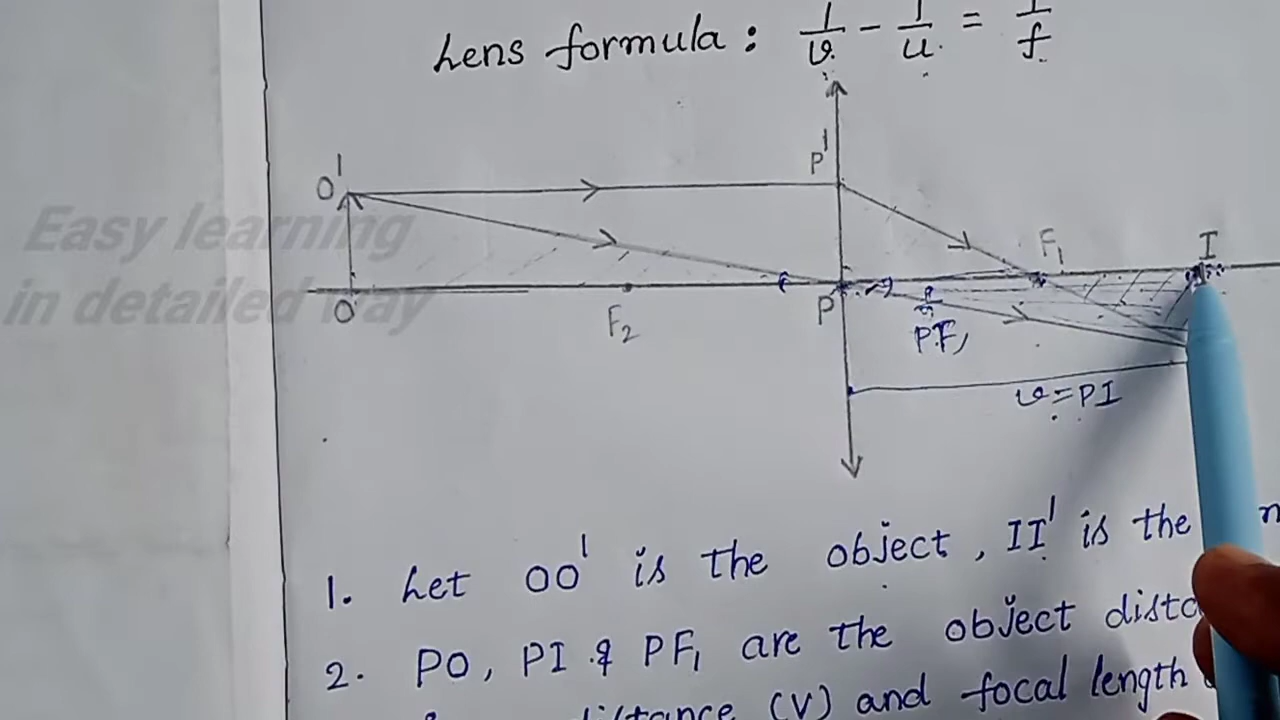 Lens formula : 1/v - 1/u = 1/f
P'
O'
F₁
I
O
F₂
P
PF₁
v=PI
Easy learning
in detailed way
1. Let OO' is the object, II' is the
2. PO, PI & PF₁ are the object
distance (V) and focal length